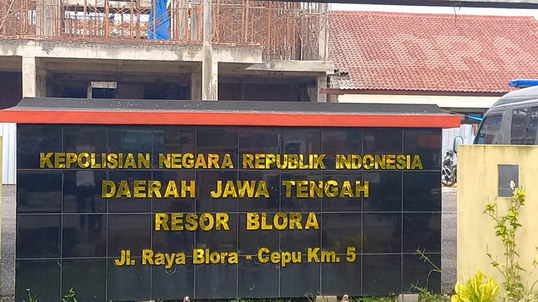 KEPOLISIAN NEGARA REPUBLIK INDONESIA
DAERAH JAWA TENGAH
RESOR BLORA
Jl. Raya Blora - Cepu Km. 5